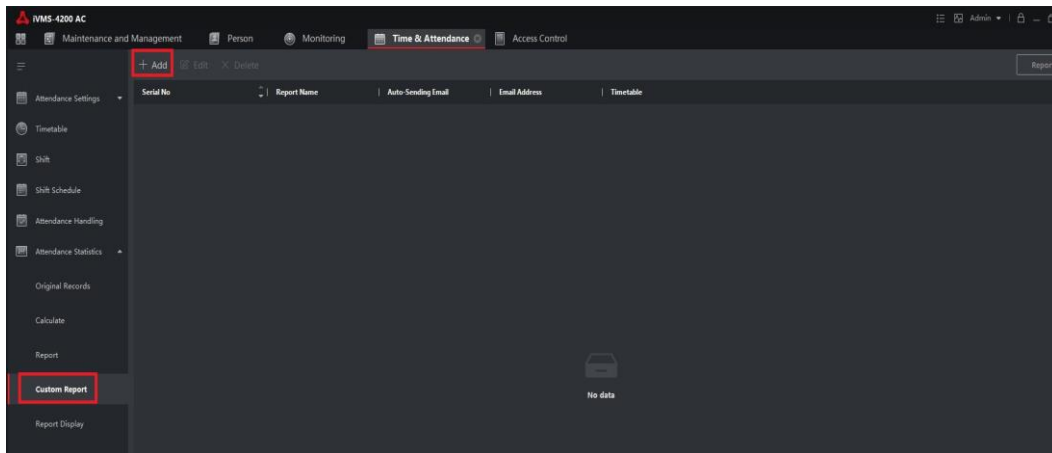 iVMS-4200 AC
Admin
Maintenance and Management Person Monitoring Time & Attendance Access Control
+ Add Edit × Delete
Repor
Attendance Settings
Serial No Report Name Auto-Sending Email Email Address Timetable
Timetable
Shift
Shift Schedule
Attendance Handling
Attendance Statistics
Original Records
Calculate
Report
Custom Report
No data
Report Display